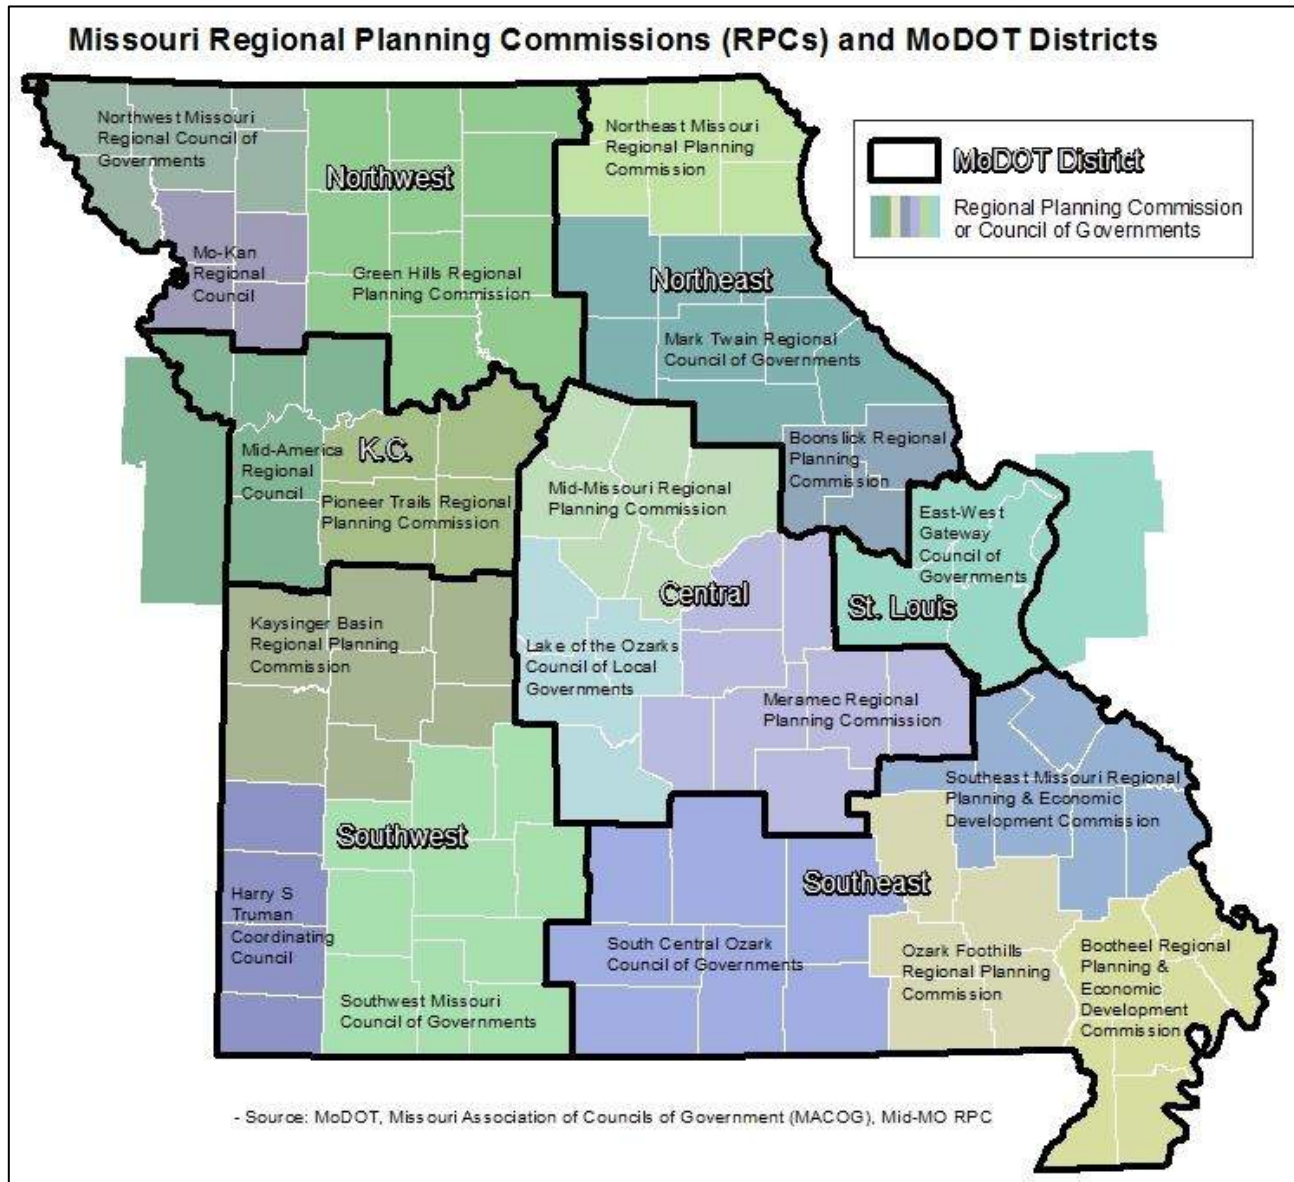 Missouri Regional Planning Commissions (RPCs) and MoDOT Districts
Northwest Missouri
Regional Council of
Governments
Northeast Missouri
Regional Planning
Commission
MoDOT District
Regional Planning Commission
or Council of Governments
Northwest
Mo-Kan
Regional
Council
Green Hills Regional
Planning Commission
Northeast
Mark Twain Regional
Council of Governments
K.C.
Mid-America
Regional
Council
Pioneer Trails Regional
Planning Commission
Mid-Missouri Regional
Planning Commission
Boonslick Regional
Planning
Commission
East-West
Gateway
Council of
Governments
Central
St. Louis
Kaysinger Basin
Regional Planning
Commission
Lake of the Ozarks
Council of Local
Governments
Meramec Regional
Planning Commission
Southeast Missouri Regional
Planning & Economic
Development Commission
Southwest
Southeast
Harry S
Truman
Coordinating
Council
South Central Ozark
Council of Governments
Ozark Foothills
Regional Planning
Commission
Bootheel Regional
Planning &
Economic
Development
Commission
Southwest Missouri
Council of Governments
- Source: MoDOT, Missouri Association of Councils of Government (MACOG), Mid-MO RPC